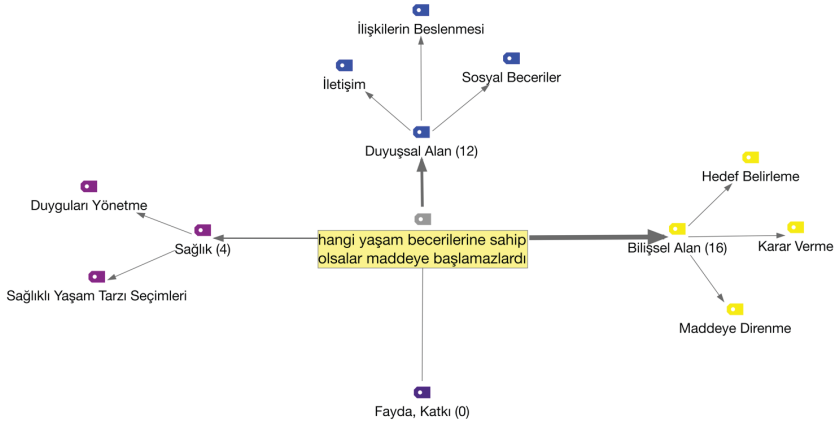 İlişkilerin Beslenmesi
İletişim
Sosyal Beceriler
Duyuşsal Alan (12)
Hedef Belirleme
Duyguları Yönetme
Sağlık (4)
hangi yaşam becerilerine sahip
olsalar maddeye başlamazlardı
Bilişsel Alan (16)
Karar Verme
Sağlıklı Yaşam Tarzı Seçimleri
Maddeye Direnme
Fayda, Katkı (0)